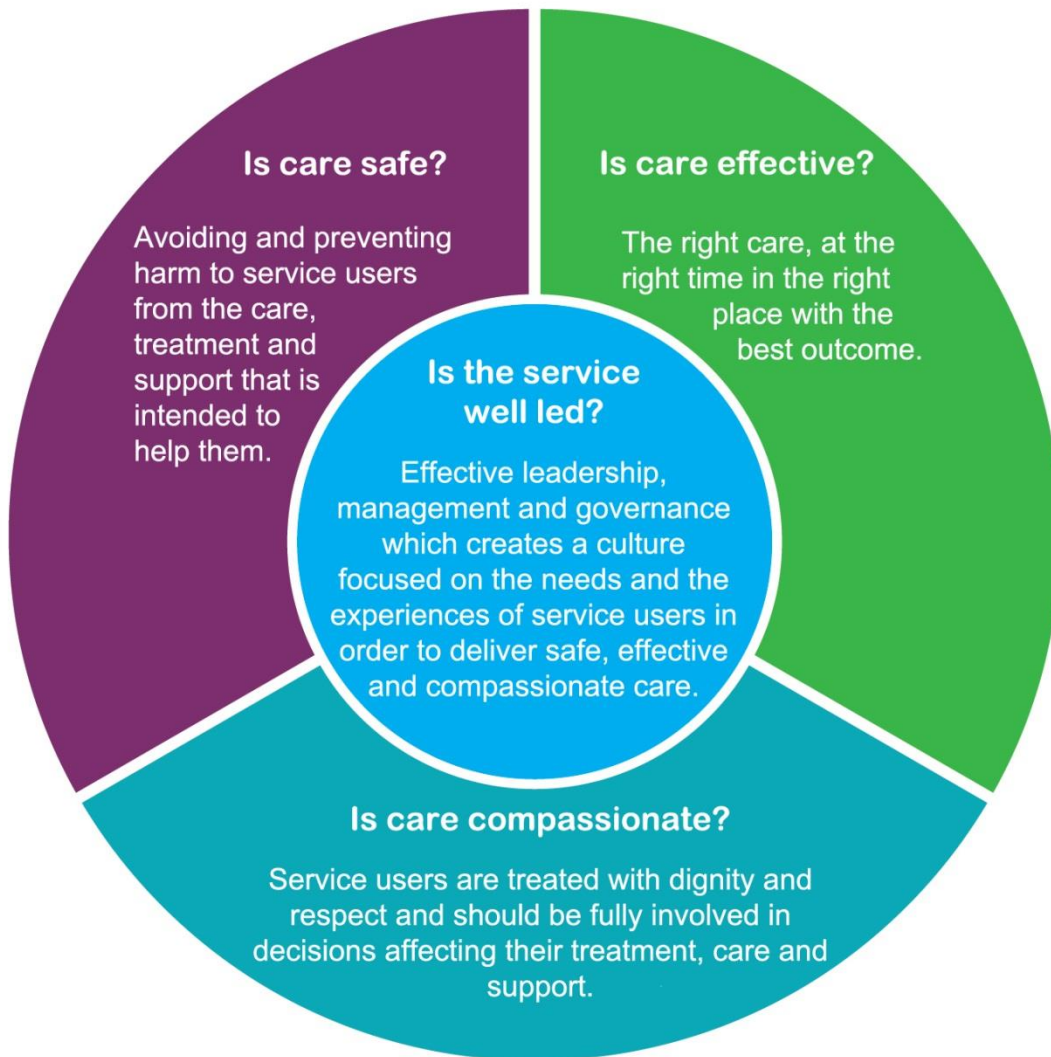 Is care safe?
Avoiding and preventing
harm to service users
from the care,
treatment and
support that is
intended to
help them.
Is care effective?
The right care, at the
right time in the right
place with the
best outcome.
Is the service
well led?
Effective leadership,
management and governance
which creates a culture
focused on the needs and the
experiences of service users in
order to deliver safe, effective
and compassionate care.
Is care compassionate?
Service users are treated with dignity and
respect and should be fully involved in
decisions affecting their treatment, care and
support.